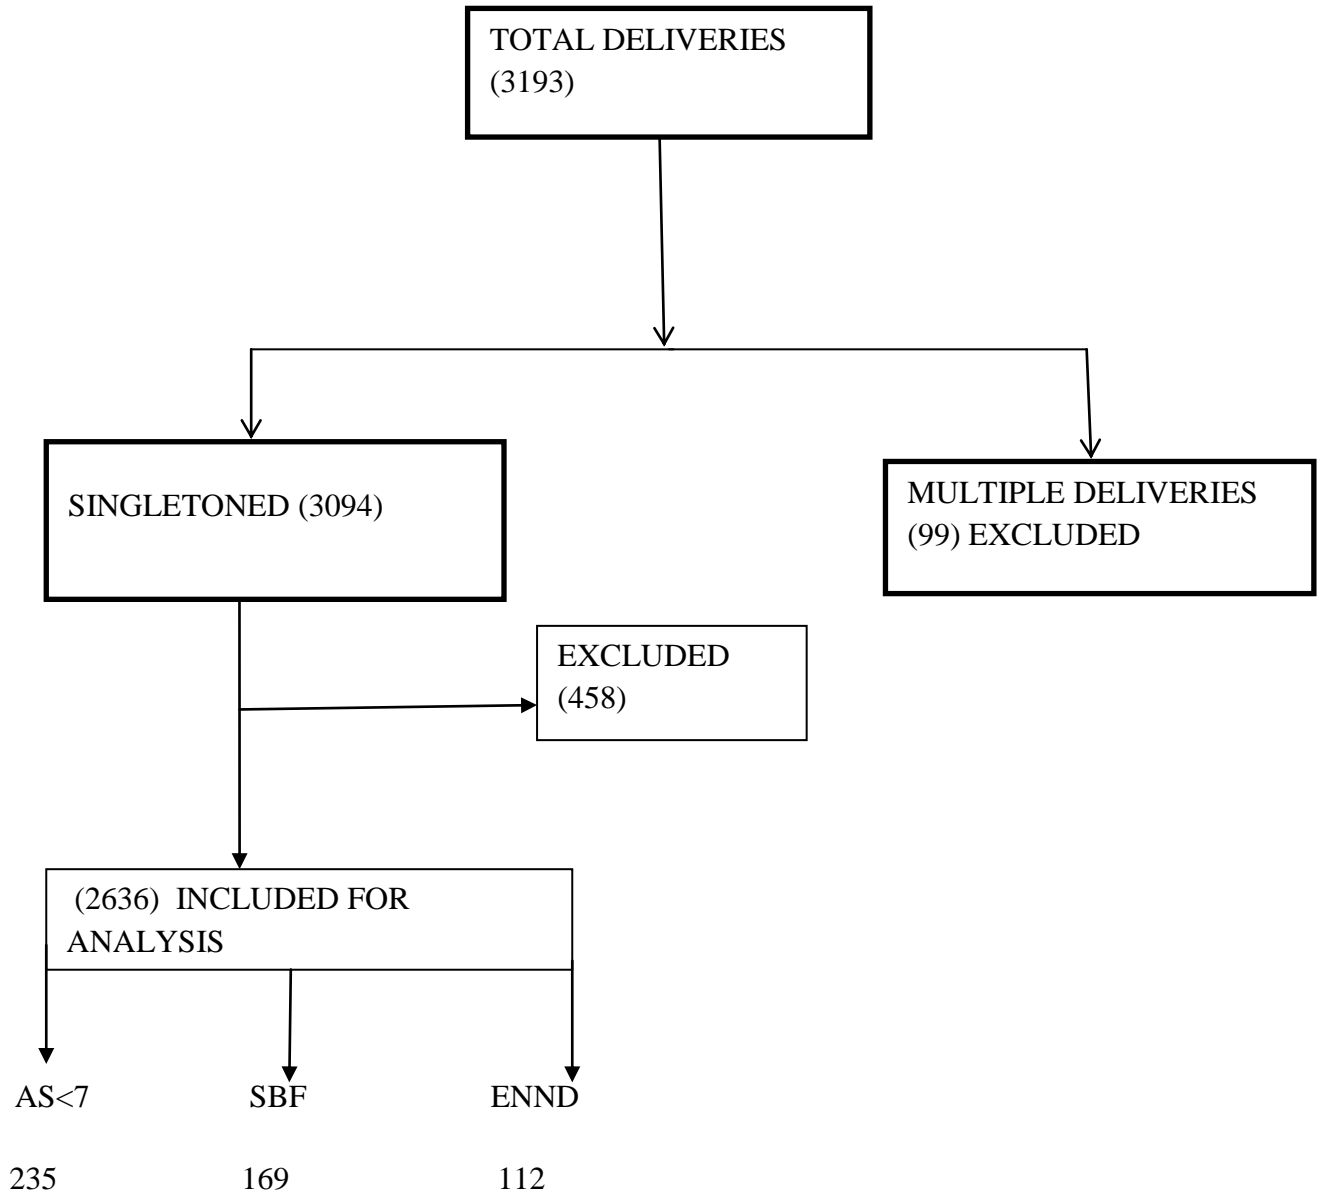 TOTAL DELIVERIES
(3193)
SINGLETONED (3094)
MULTIPLE DELIVERIES
(99) EXCLUDED
EXCLUDED
(458)
(2636) INCLUDED FOR
ANALYSIS
AS<7 SBF ENND
235 169 112